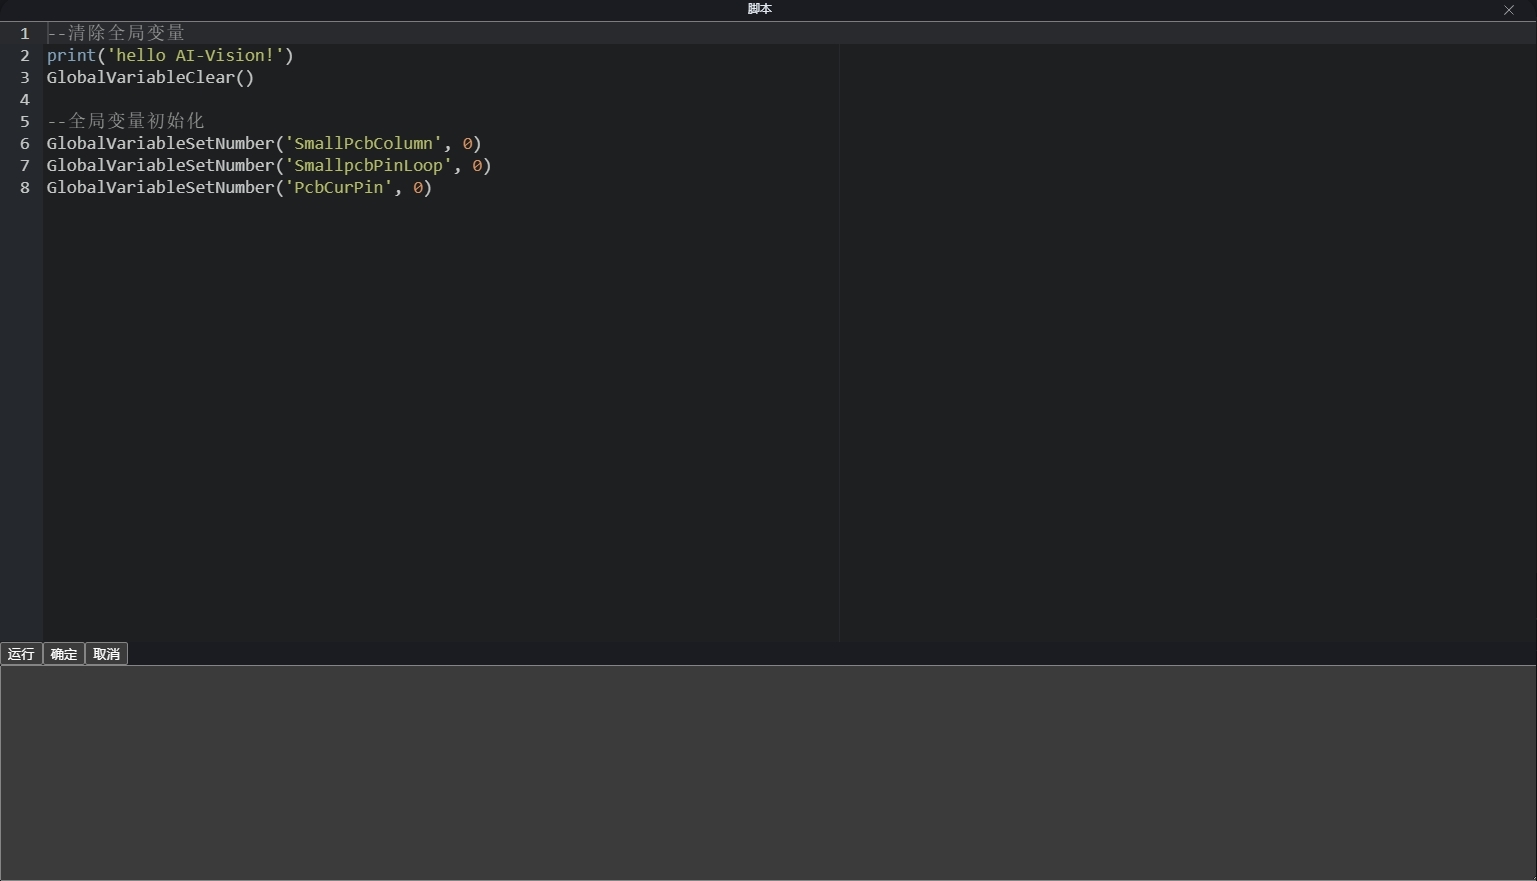 脚本
1 --清除全局变量
2 print('hello AI-Vision!')
3 GlobalVariableClear()
4
5 --全局变量初始化
6 GlobalVariableSetNumber('SmallPcbColumn', 0)
7 GlobalVariableSetNumber('SmallpcbPinLoop', 0)
8 GlobalVariableSetNumber('PcbCurPin', 0)
运行 确定 取消